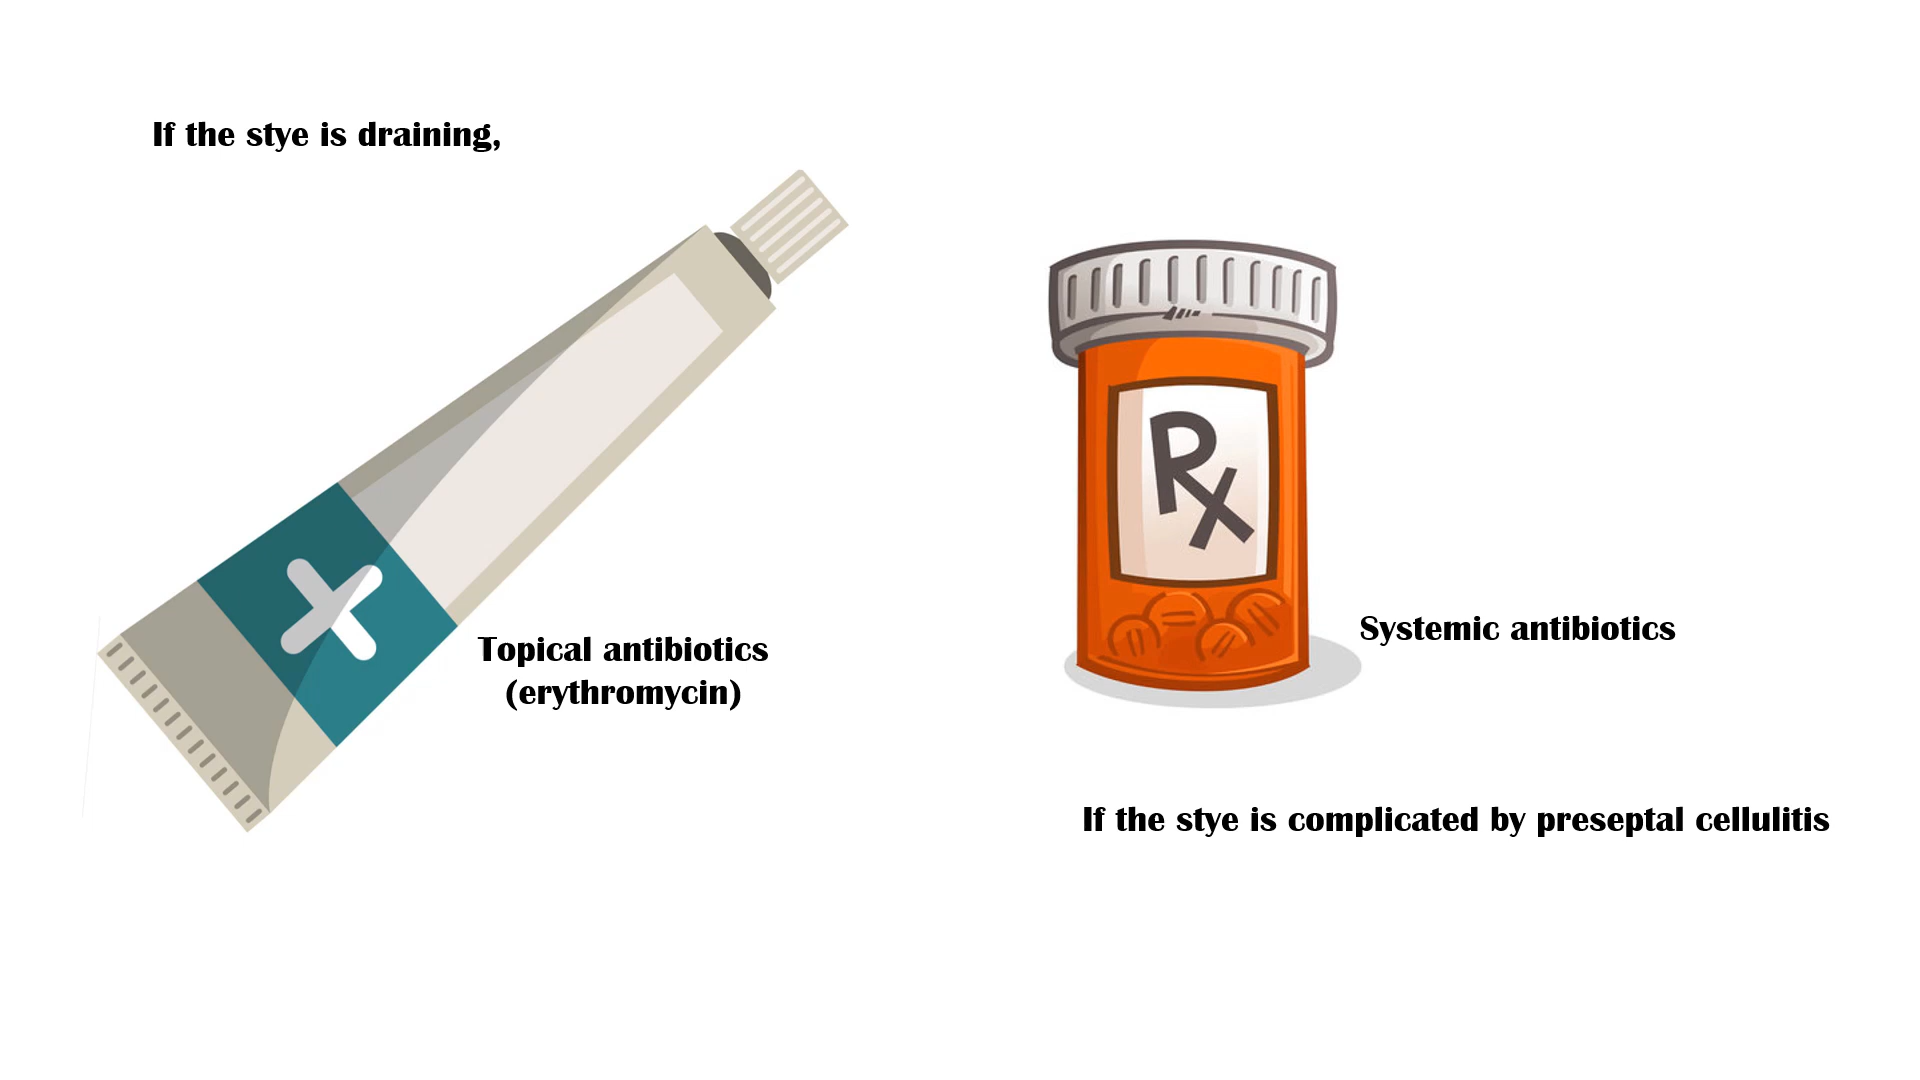 If the stye is draining,
Topical antibiotics
(erythromycin)
Rx
Systemic antibiotics
If the stye is complicated by preseptal cellulitis